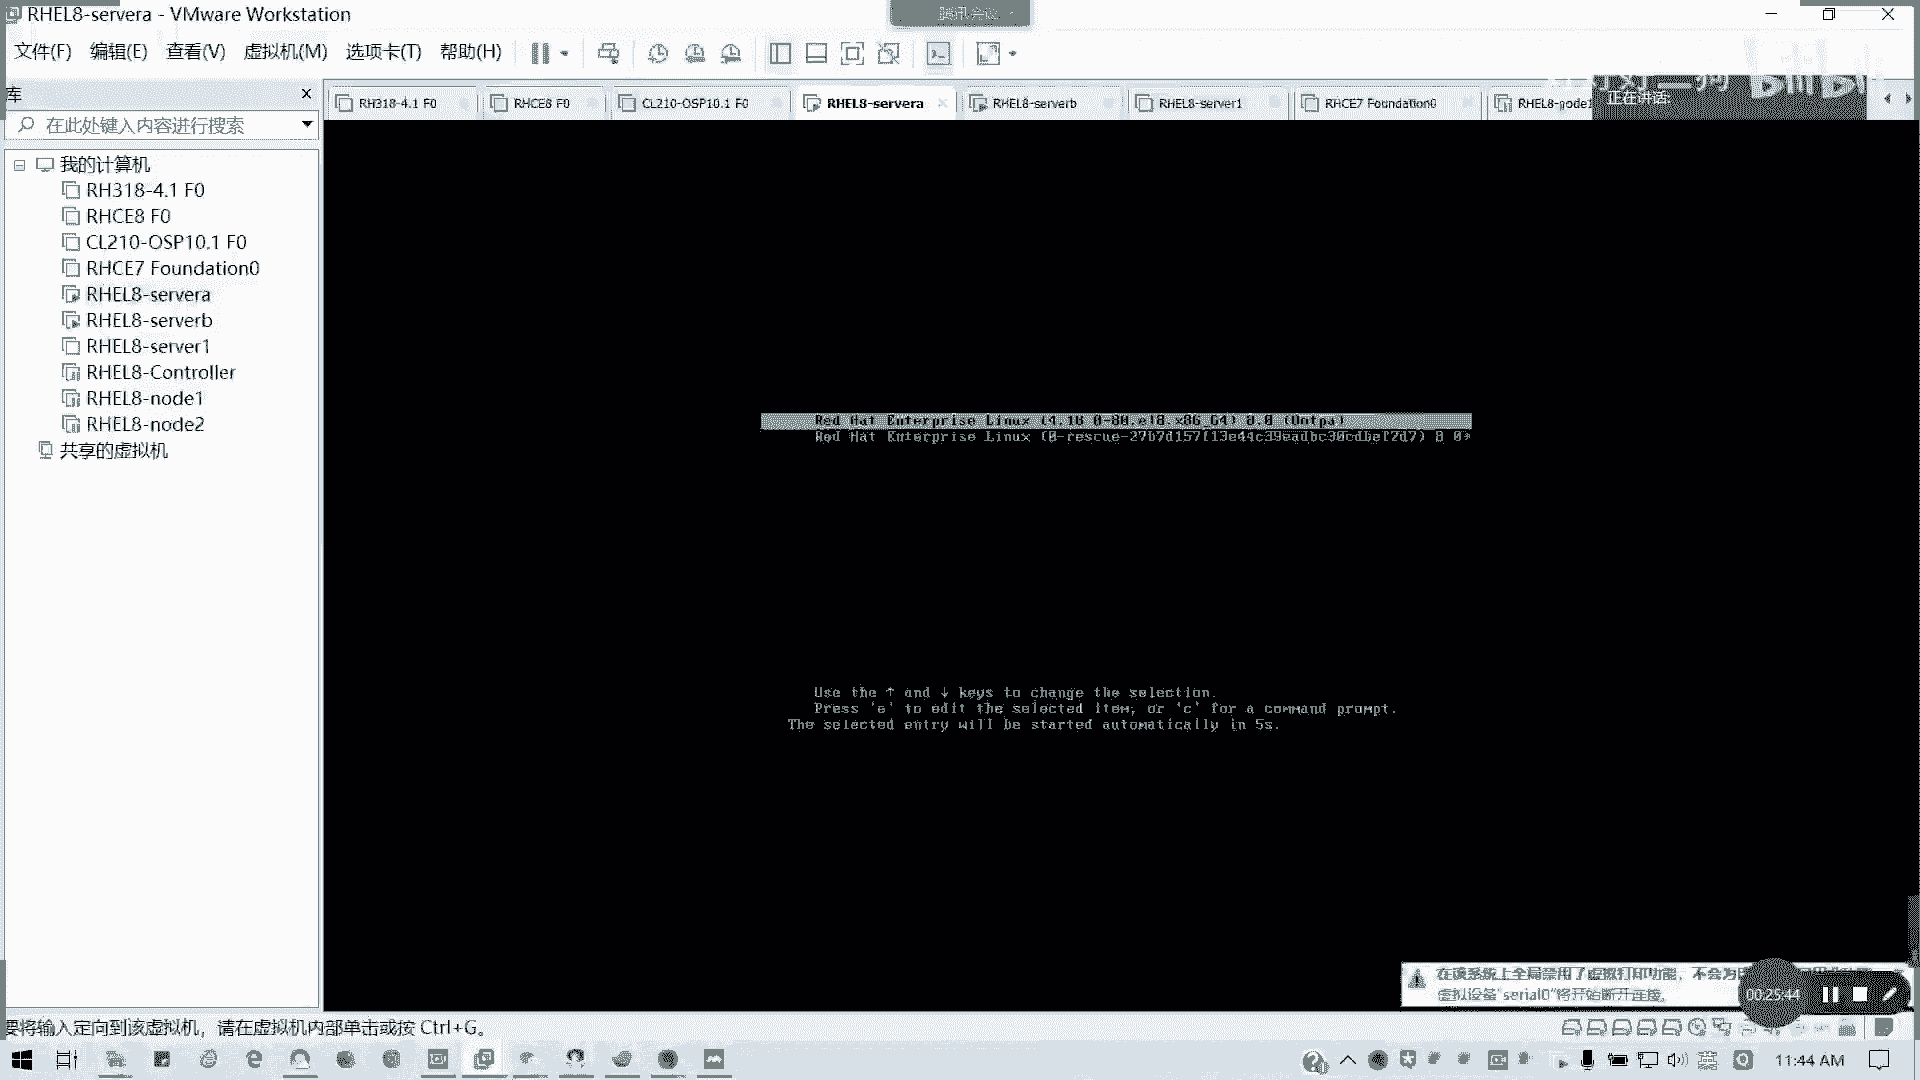 RHEL8-servera - VMware Workstation
腾讯会议
文件(F) 编辑(E) 查看(V) 虚拟机(M) 选项卡(T) 帮助(H)
库
RH318-4.1 F0
RHCE8 F0
CL210-OSP10.1 F0
RHEL8-servera
RHEL8-serverb
RHEL8-server1
RHCE7 Foundation0
RHEL8-node1
正在讲话:
在此处键入内容进行搜索
我的计算机
RH318-4.1 F0
RHCE8 F0
CL210-OSP10.1 F0
RHCE7 Foundation0
RHEL8-servera
RHEL8-serverb
RHEL8-server1
RHEL8-Controller
RHEL8-node1
RHEL8-node2
共享的虚拟机
Red Hat Enterprise Linux (4.18.0-80.el8.x86_64) 8.0 (Ootpa)
Red Hat Enterprise Linux
Use the ↑ and ↓ keys to change the selection.
Press 'e' to edit the selected item, or 'c' for a command prompt.
The selected entry will be started automatically in 5s.
在该系统上全局禁用了虚拟打印功能，不会为
虚拟设备"serial0"将开始断开连接。
00:25:44
要将输入定向到该虚拟机，请在虚拟机内部单击或按 Ctrl+G。
英
11:44 AM